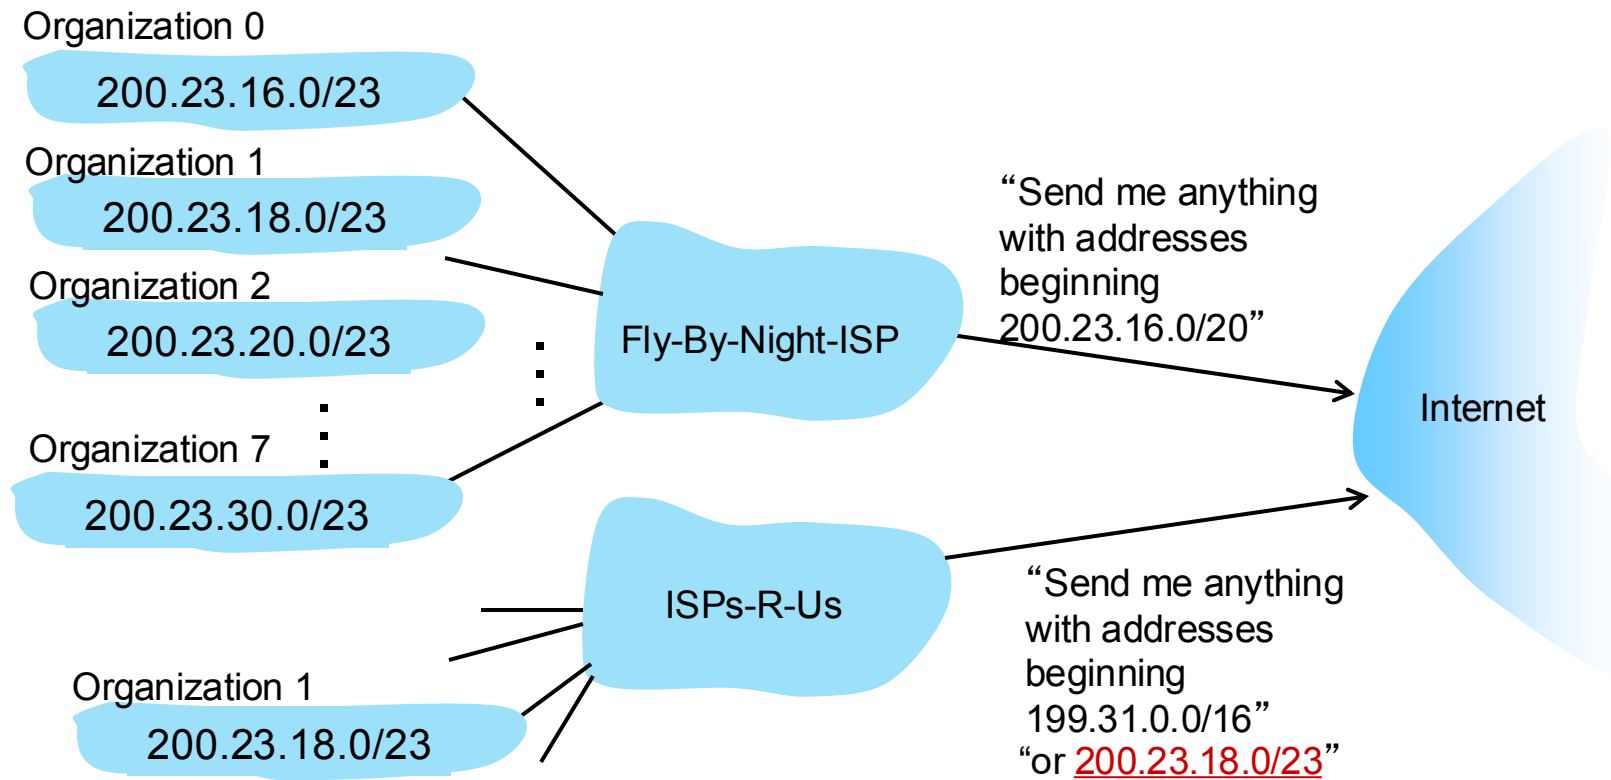 Organization 0
200.23.16.0/23
Organization 1
200.23.18.0/23
Organization 2
200.23.20.0/23
Organization 7
200.23.30.0/23
Fly-By-Night-ISP
“Send me anything
with addresses
beginning
200.23.16.0/20”
Internet
ISPs-R-Us
Organization 1
200.23.18.0/23
“Send me anything
with addresses
beginning
199.31.0.0/16”
“or 200.23.18.0/23”